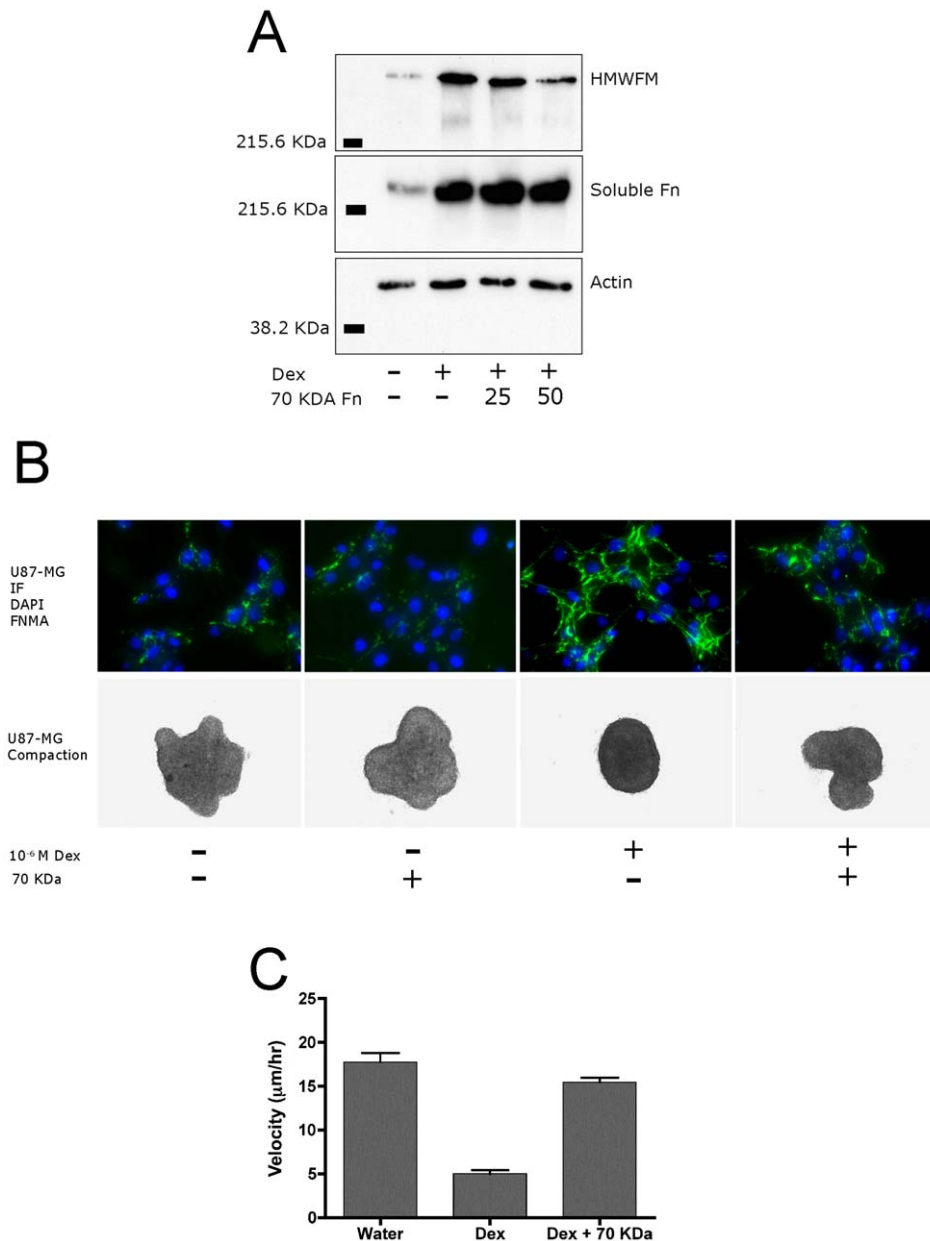 A
HMWFM
215.6 KDa
Soluble Fn
215.6 KDa
Actin
38.2 KDa
Dex - + + +
70 KDA Fn - - 25 50
B
U87-MG
IF
DAPI
FNMA
U87-MG
Compaction
10⁻⁶ M Dex - - + +
70 KDa - + - +
C
Velocity (μm/hr)
25
20
15
10
5
0
Water Dex Dex + 70 KDa